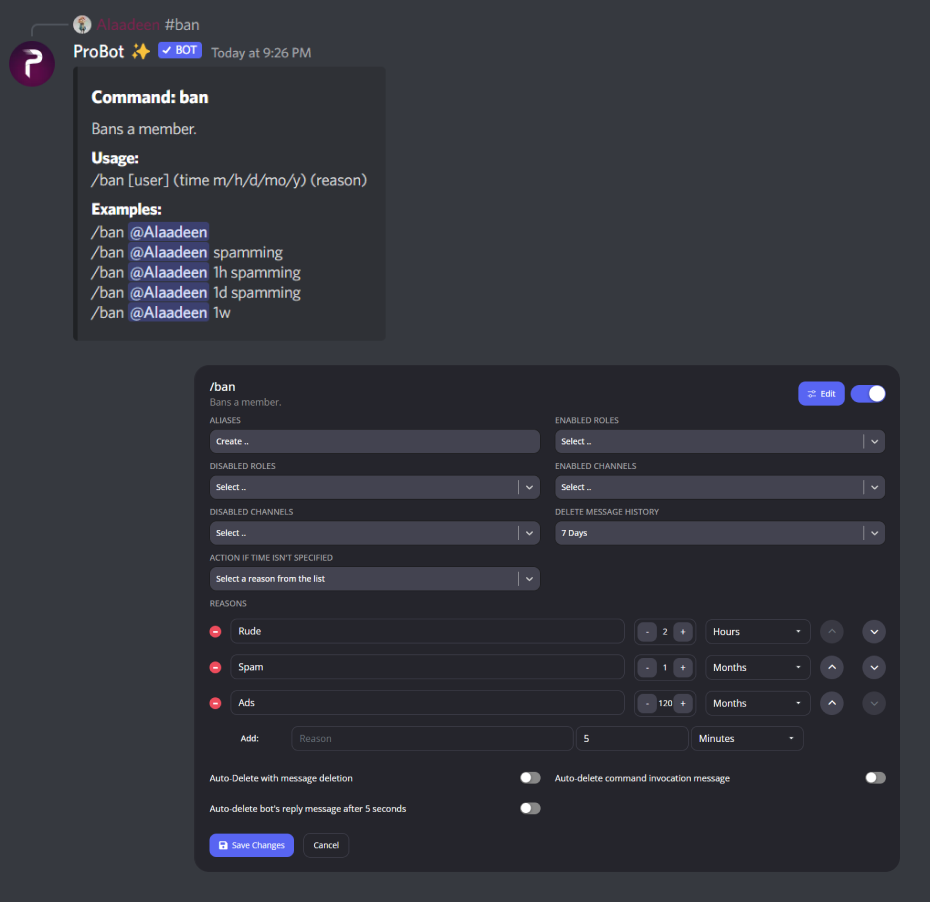 Alaadeen #ban
ProBot ✨ ✔ BOT Today at 9:26 PM
Command: ban
Bans a member.
Usage:
/ban [user] (time m/h/d/mo/y) (reason)
Examples:
/ban @Alaadeen
/ban @Alaadeen spamming
/ban @Alaadeen 1h spamming
/ban @Alaadeen 1d spamming
/ban @Alaadeen 1w
/ban
Bans a member.
Edit
ALIASES
Create ..
ENABLED ROLES
Select ..
DISABLED ROLES
Select ..
ENABLED CHANNELS
Select ..
DISABLED CHANNELS
Select ..
DELETE MESSAGE HISTORY
7 Days
ACTION IF TIME ISN'T SPECIFIED
Select a reason from the list
REASONS
Rude - 2 + Hours
Spam - 1 + Months
Ads - 120 + Months
Add: Reason 5 Minutes
Auto-Delete with message deletion
Auto-delete command invocation message
Auto-delete bot's reply message after 5 seconds
Save Changes Cancel